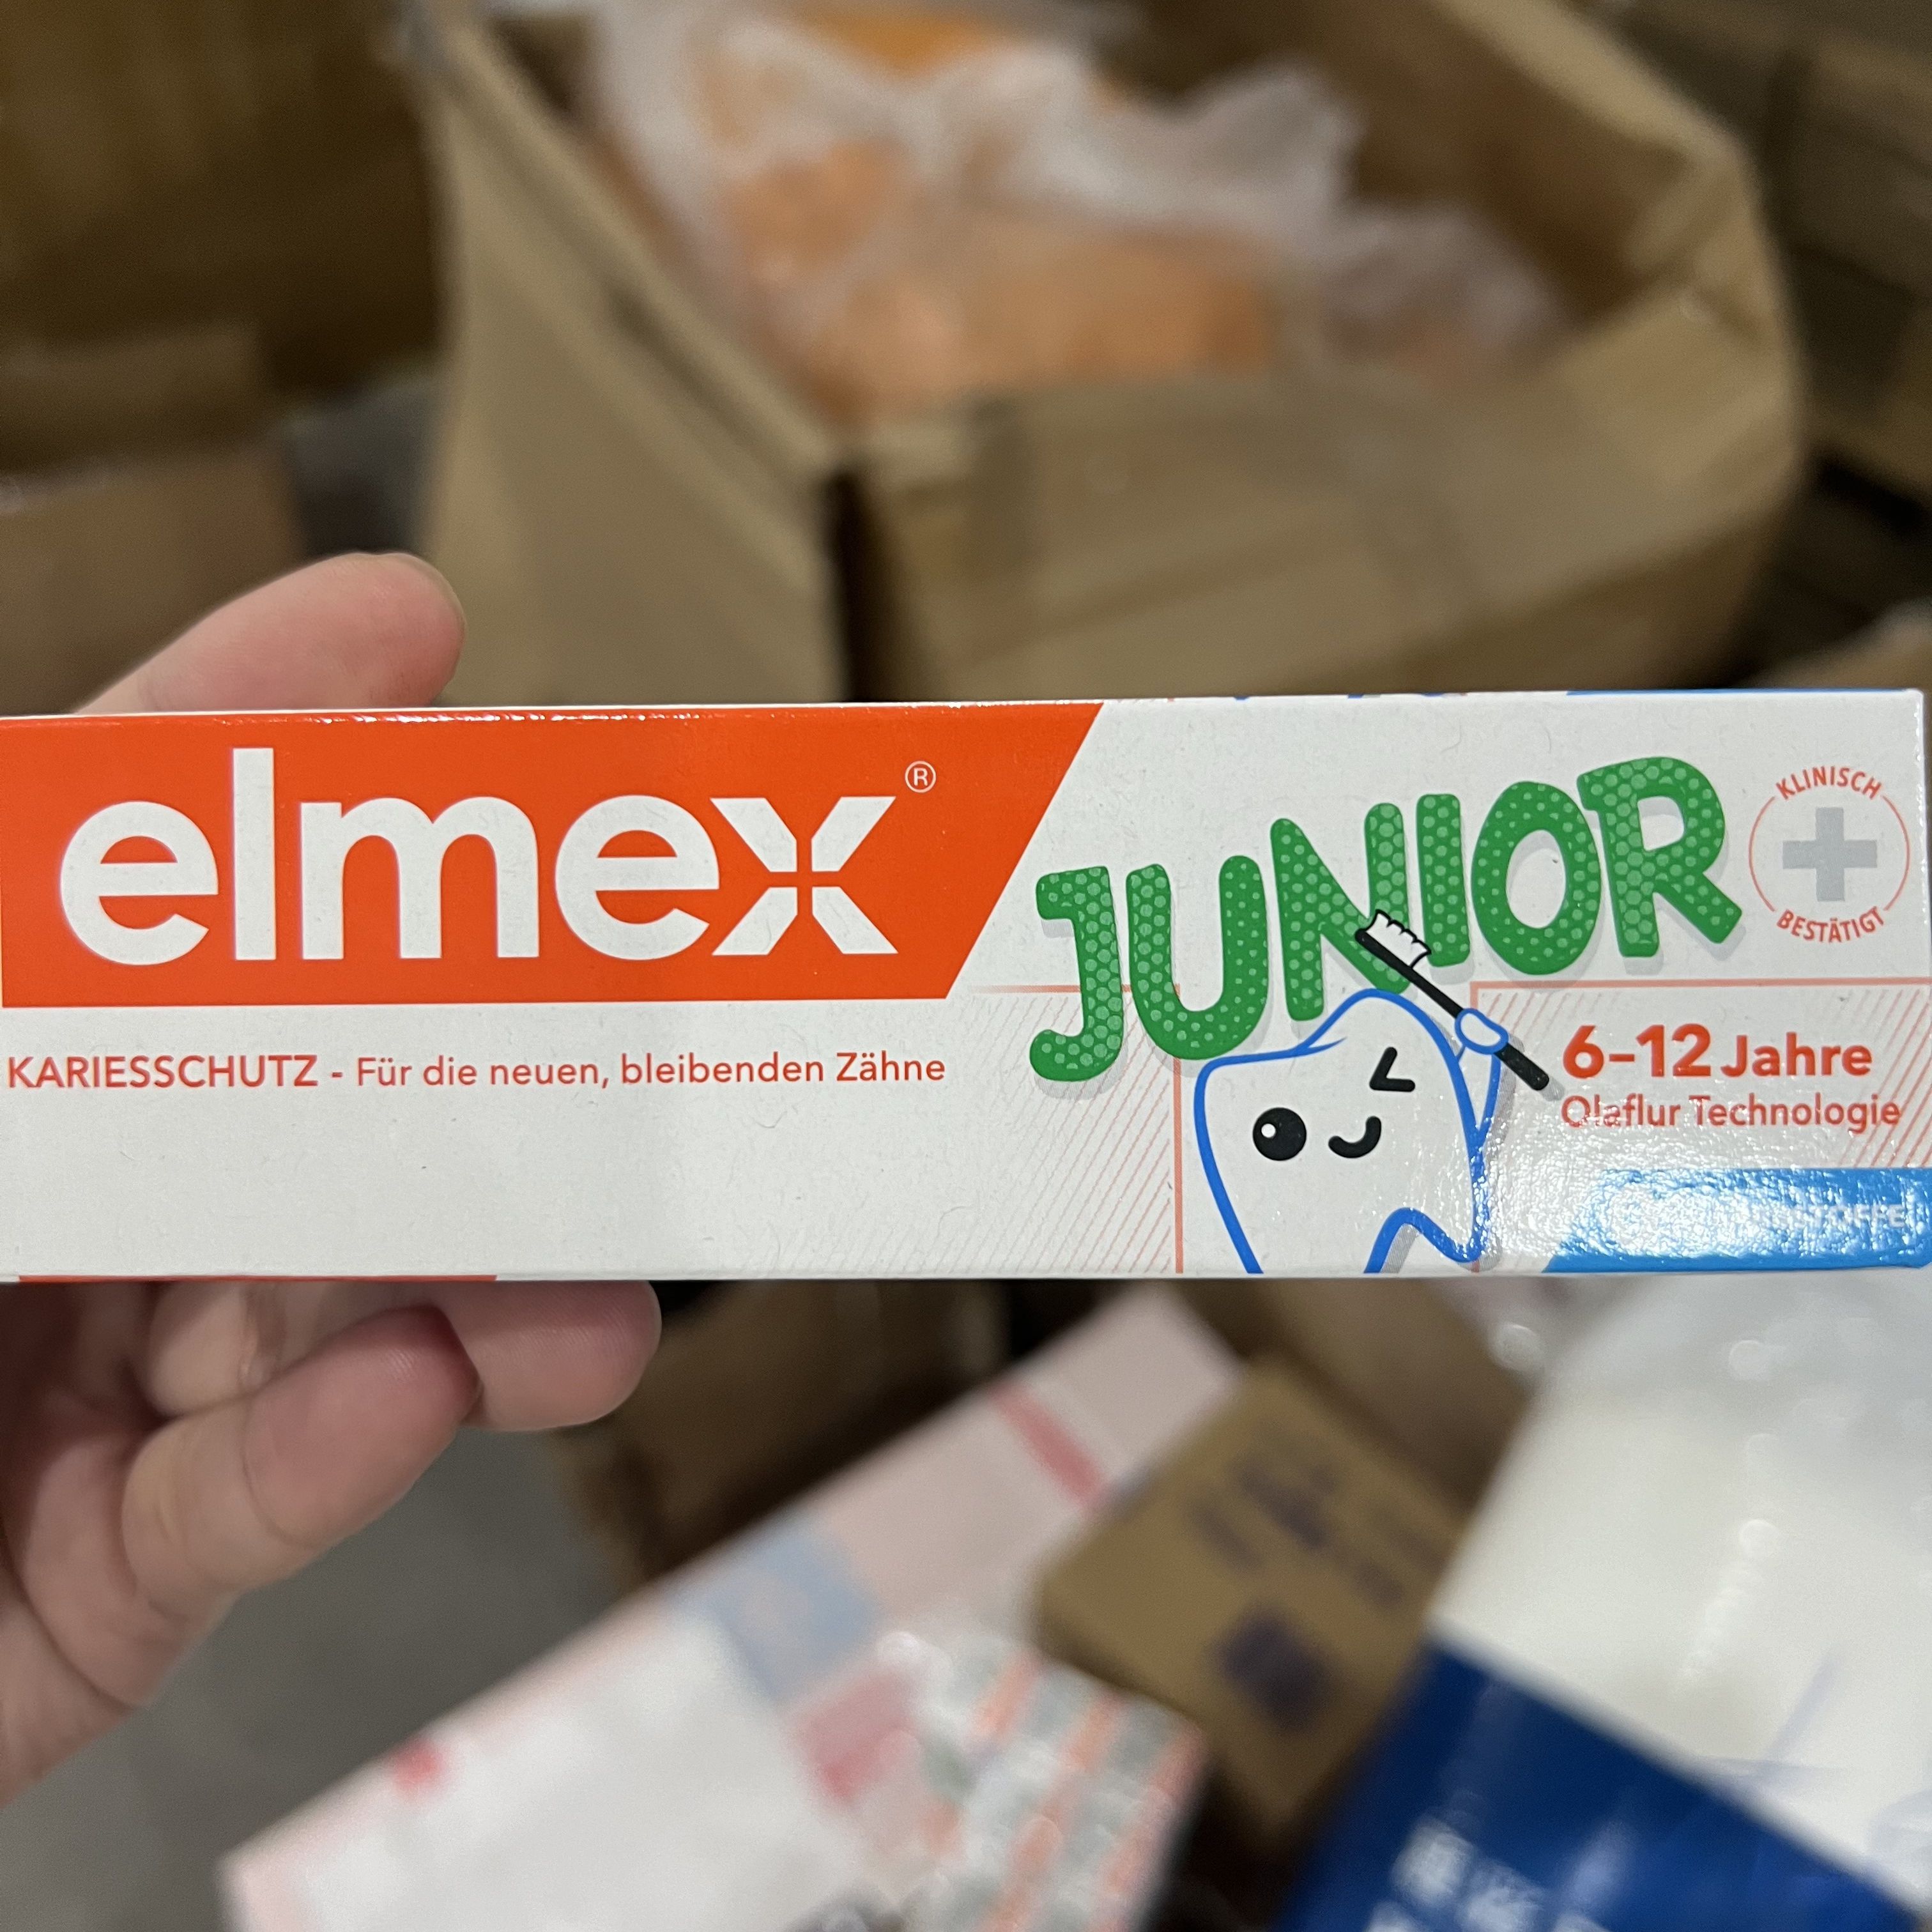 elmex®
JUNIOR
KLINISCH
BESTÄTIGT
KARIESSCHUTZ - Für die neuen, bleibenden Zähne
6-12 Jahre
Olaflur Technologie